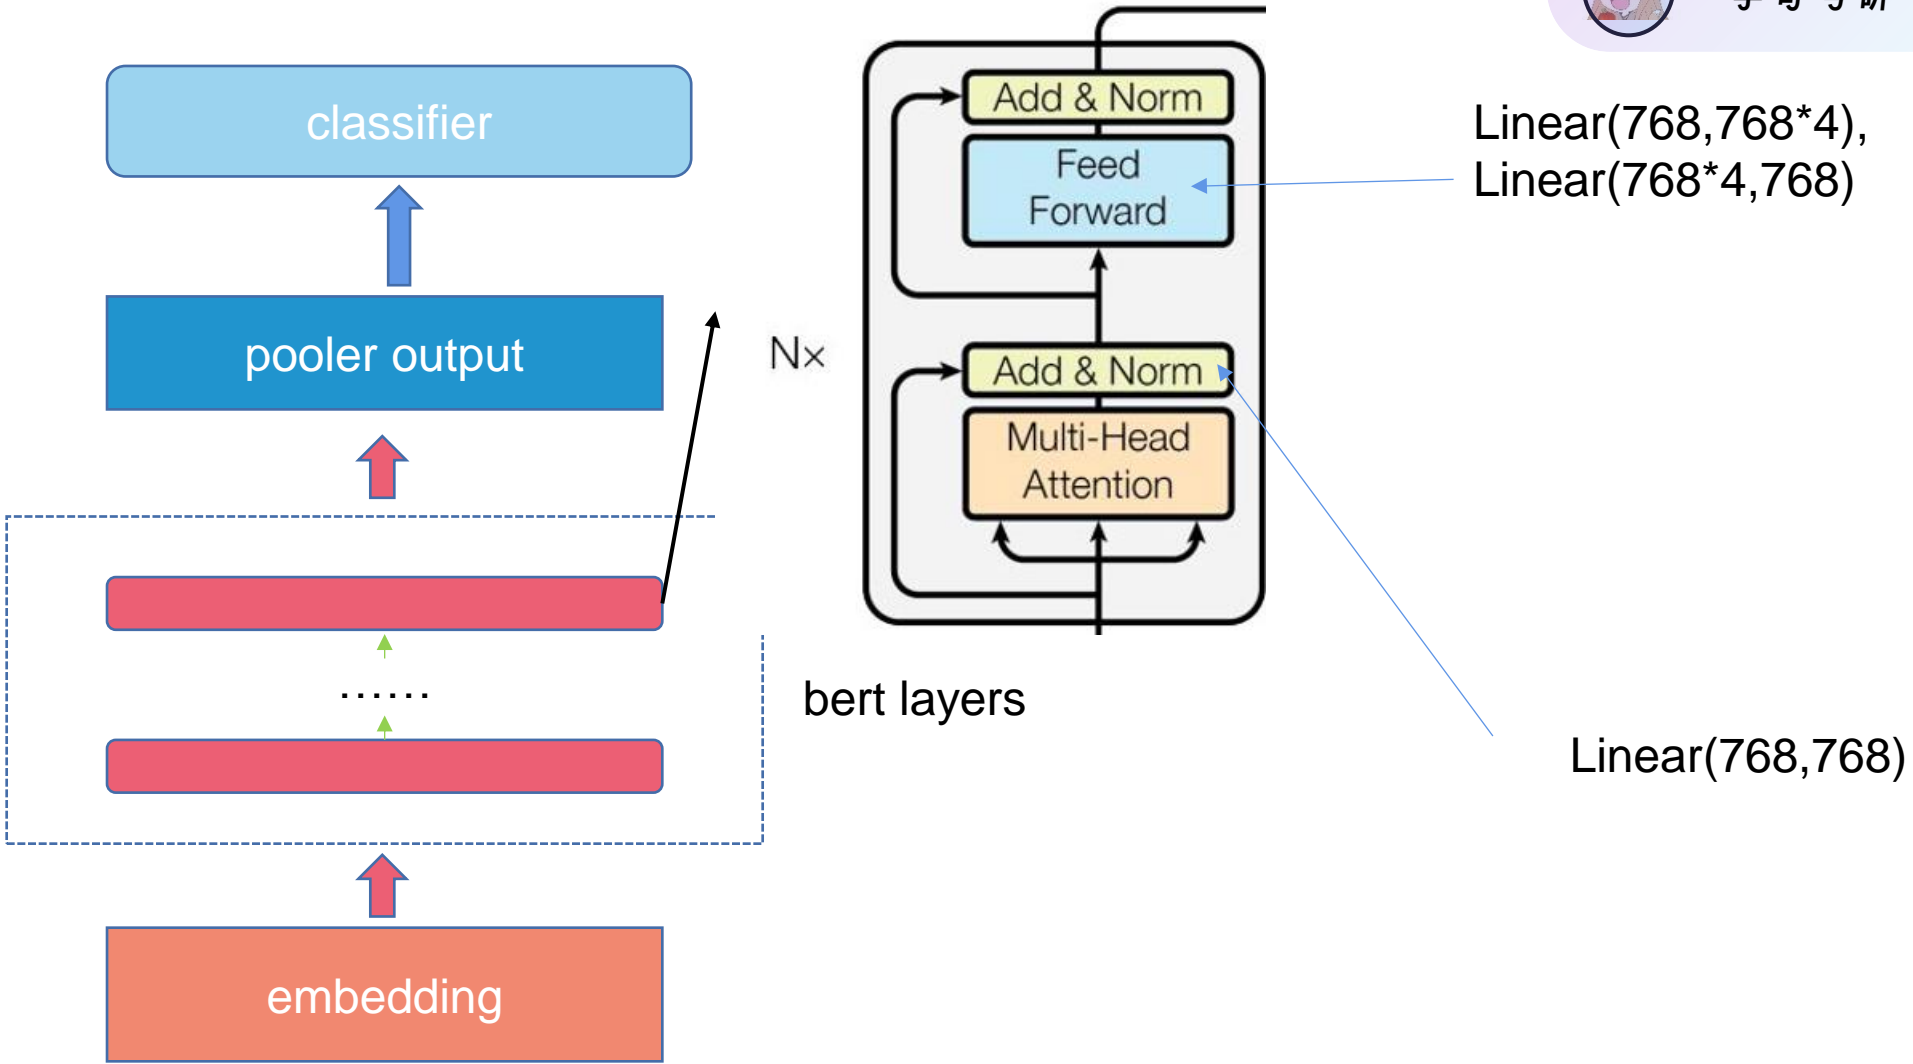 classifier
pooler output
......
embedding
Add & Norm
Feed
Forward
N×
Add & Norm
Multi-Head
Attention
bert layers
Linear(768,768*4),
Linear(768*4,768)
Linear(768,768)